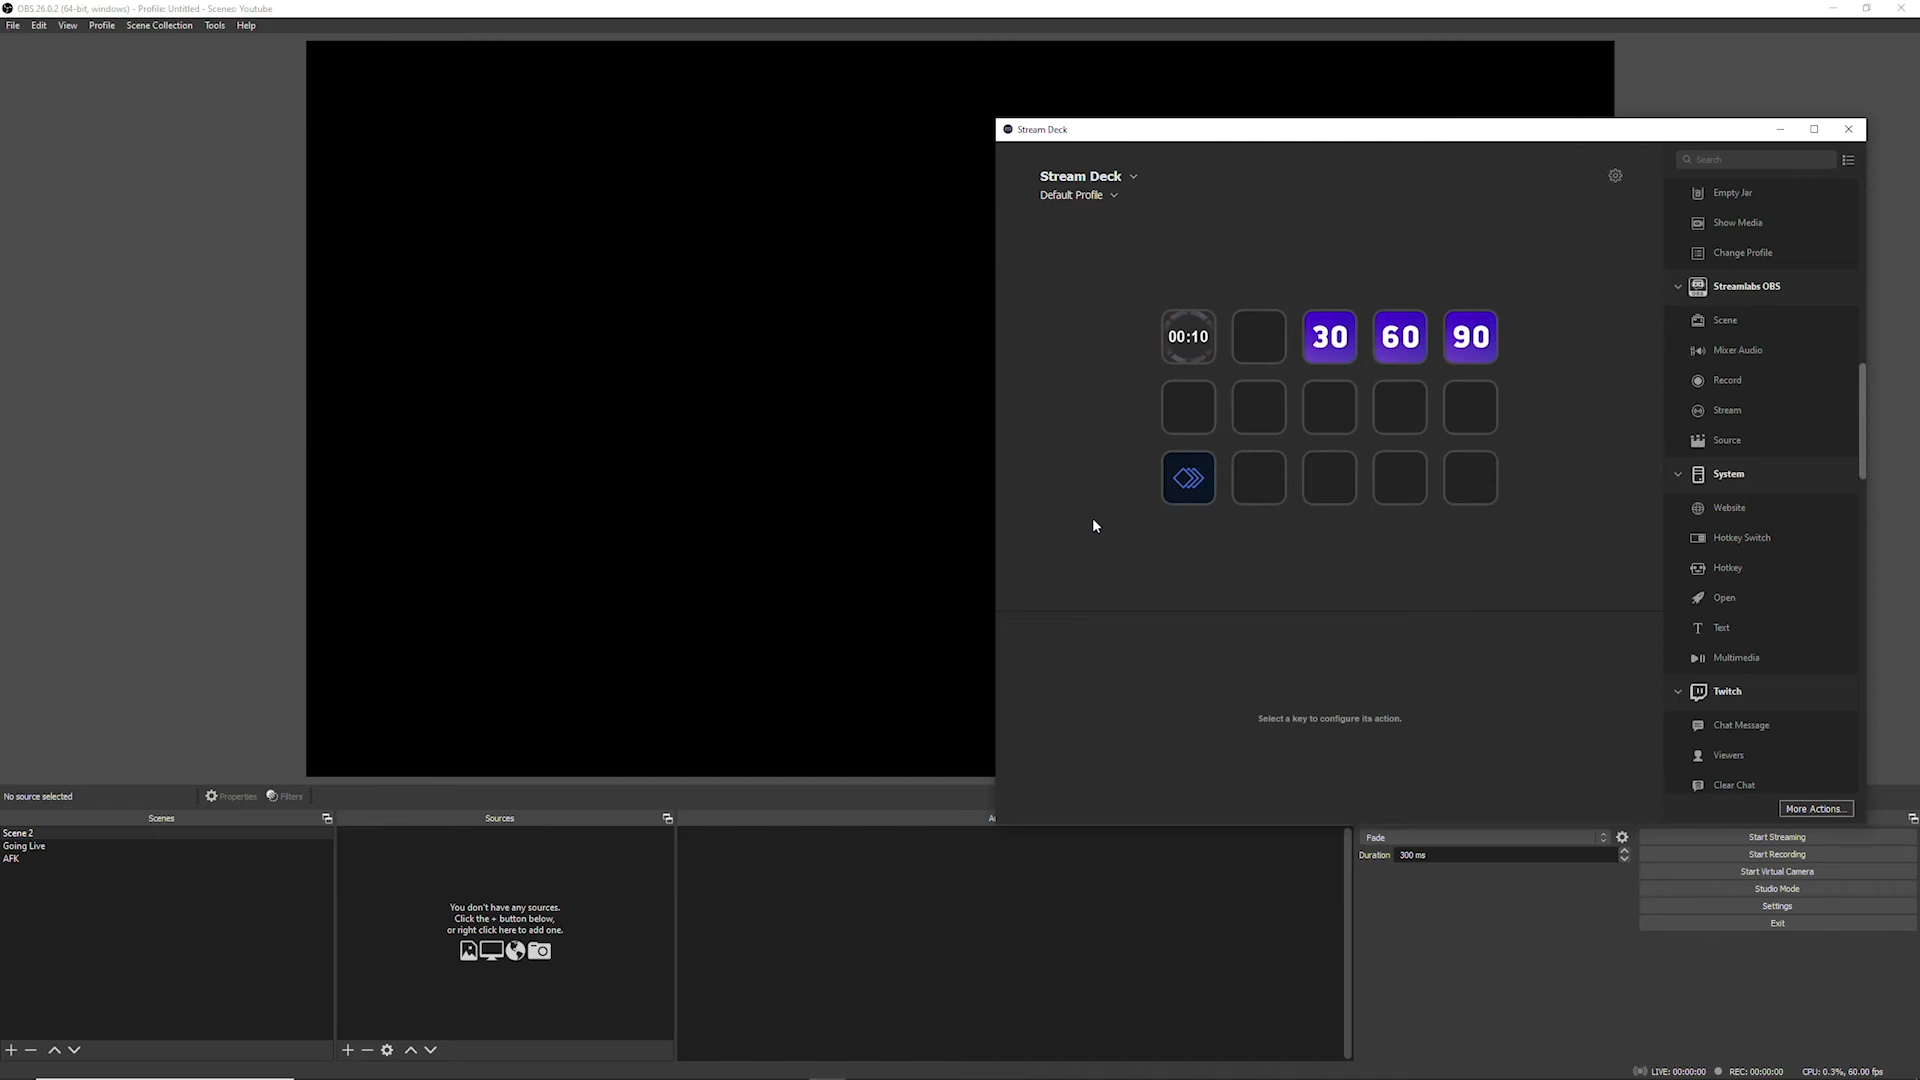 OBS 26.0.2 (64-bit, windows) - Profile: Untitled - Scenes: Youtube
File Edit View Profile Scene Collection Tools Help
Stream Deck
Stream Deck
Default Profile
00:10
30
60
90
Select a key to configure its action.
Search
Empty Jar
Show Media
Change Profile
Streamlabs OBS
Scene
Mixer Audio
Record
Stream
Source
System
Website
Hotkey Switch
Hotkey
Open
Text
Multimedia
Twitch
Chat Message
Viewers
Clear Chat
More Actions...
No source selected
Properties
Filters
Scenes
Scene 2
Going Live
AFK
Sources
You don't have any sources.
Click the + button below,
or right click here to add one.
Fade
Duration 300 ms
Start Streaming
Start Recording
Start Virtual Camera
Studio Mode
Settings
Exit
LIVE: 00:00:00 REC: 00:00:00 CPU: 0.3%, 60.00 fps